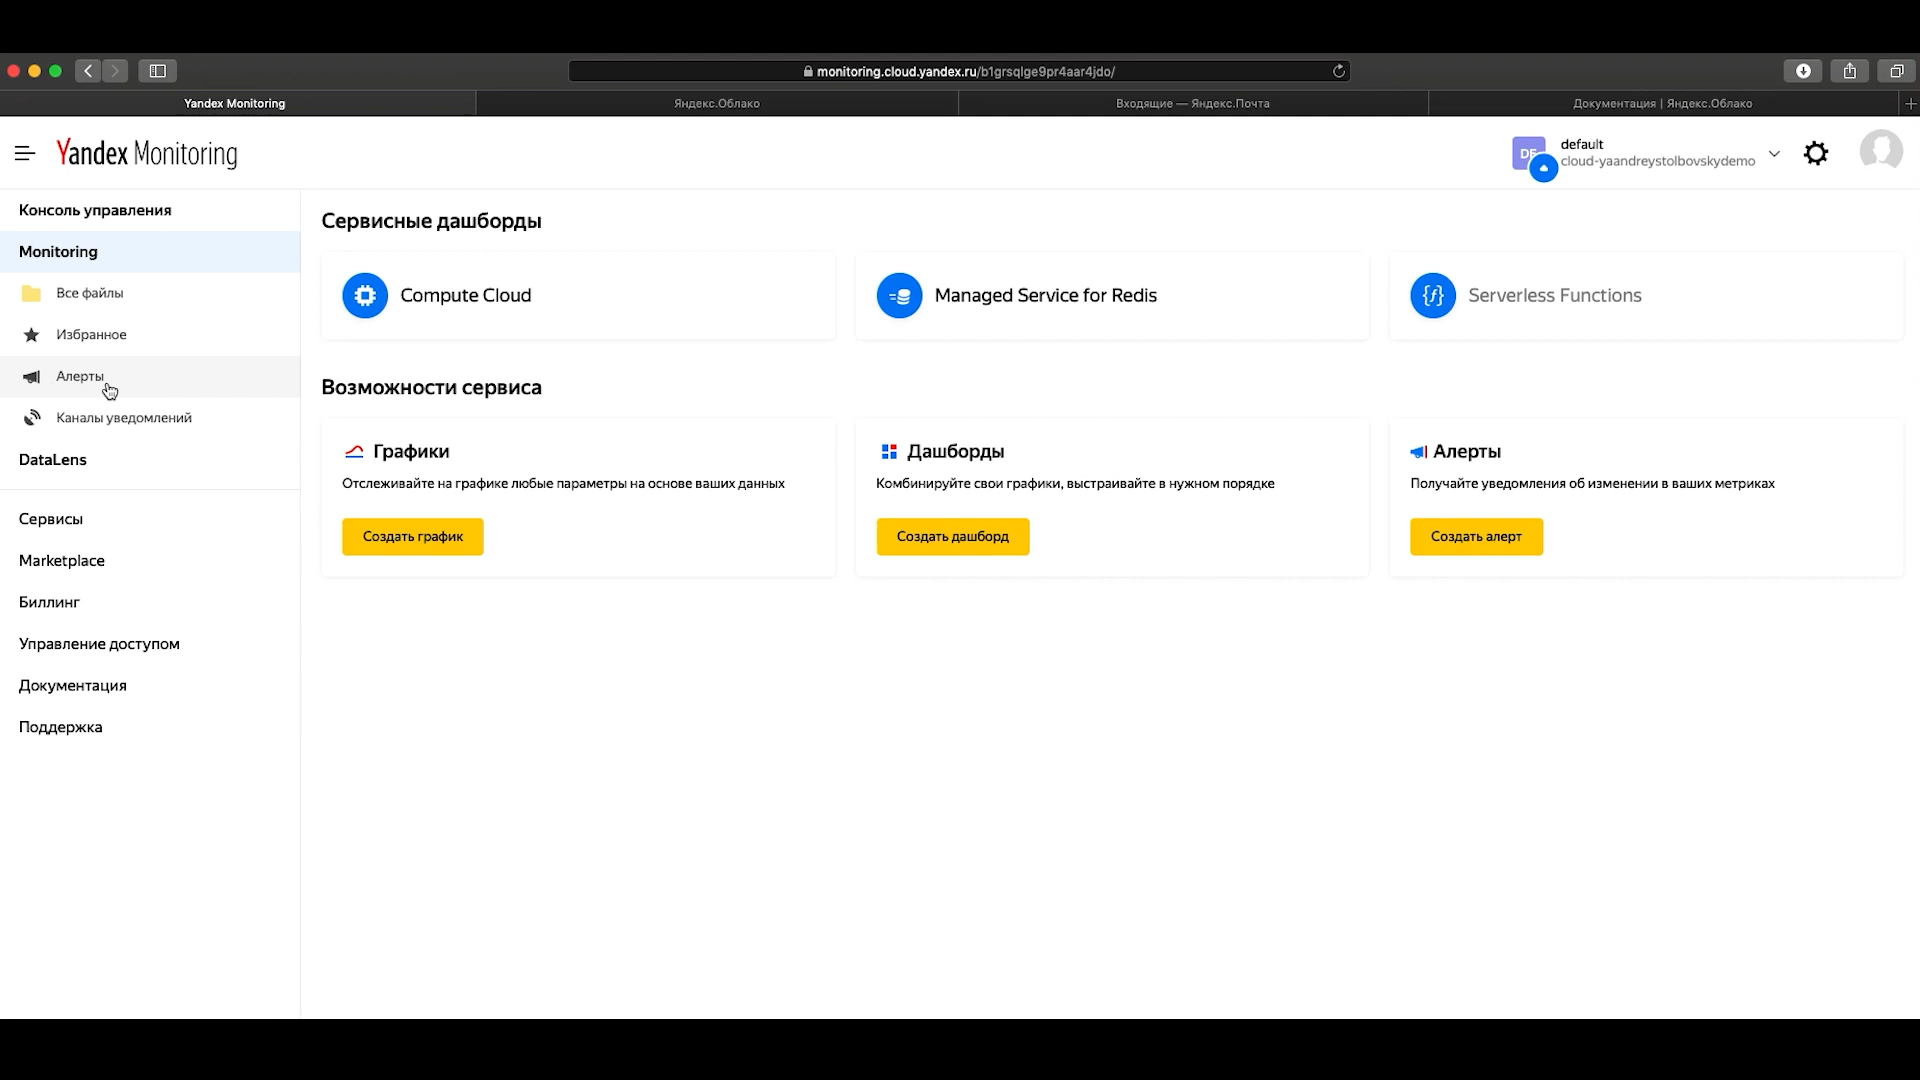 monitoring.cloud.yandex.ru/b1grsqlge9pr4aar4jdo/
Yandex Monitoring
Яндекс.Облако
Входящие — Яндекс.Почта
Документация | Яндекс.Облако
Yandex Monitoring
DE
default
cloud-yaandreystolbovskydemo
Консоль управления
Monitoring
Все файлы
Избранное
Алерты
Каналы уведомлений
DataLens
Сервисы
Marketplace
Биллинг
Управление доступом
Документация
Поддержка
Сервисные дашборды
Compute Cloud
Managed Service for Redis
Serverless Functions
Возможности сервиса
Графики
Отслеживайте на графике любые параметры на основе ваших данных
Создать график
Дашборды
Комбинируйте свои графики, выстраивайте в нужном порядке
Создать дашборд
Алерты
Получайте уведомления об изменении в ваших метриках
Создать алерт